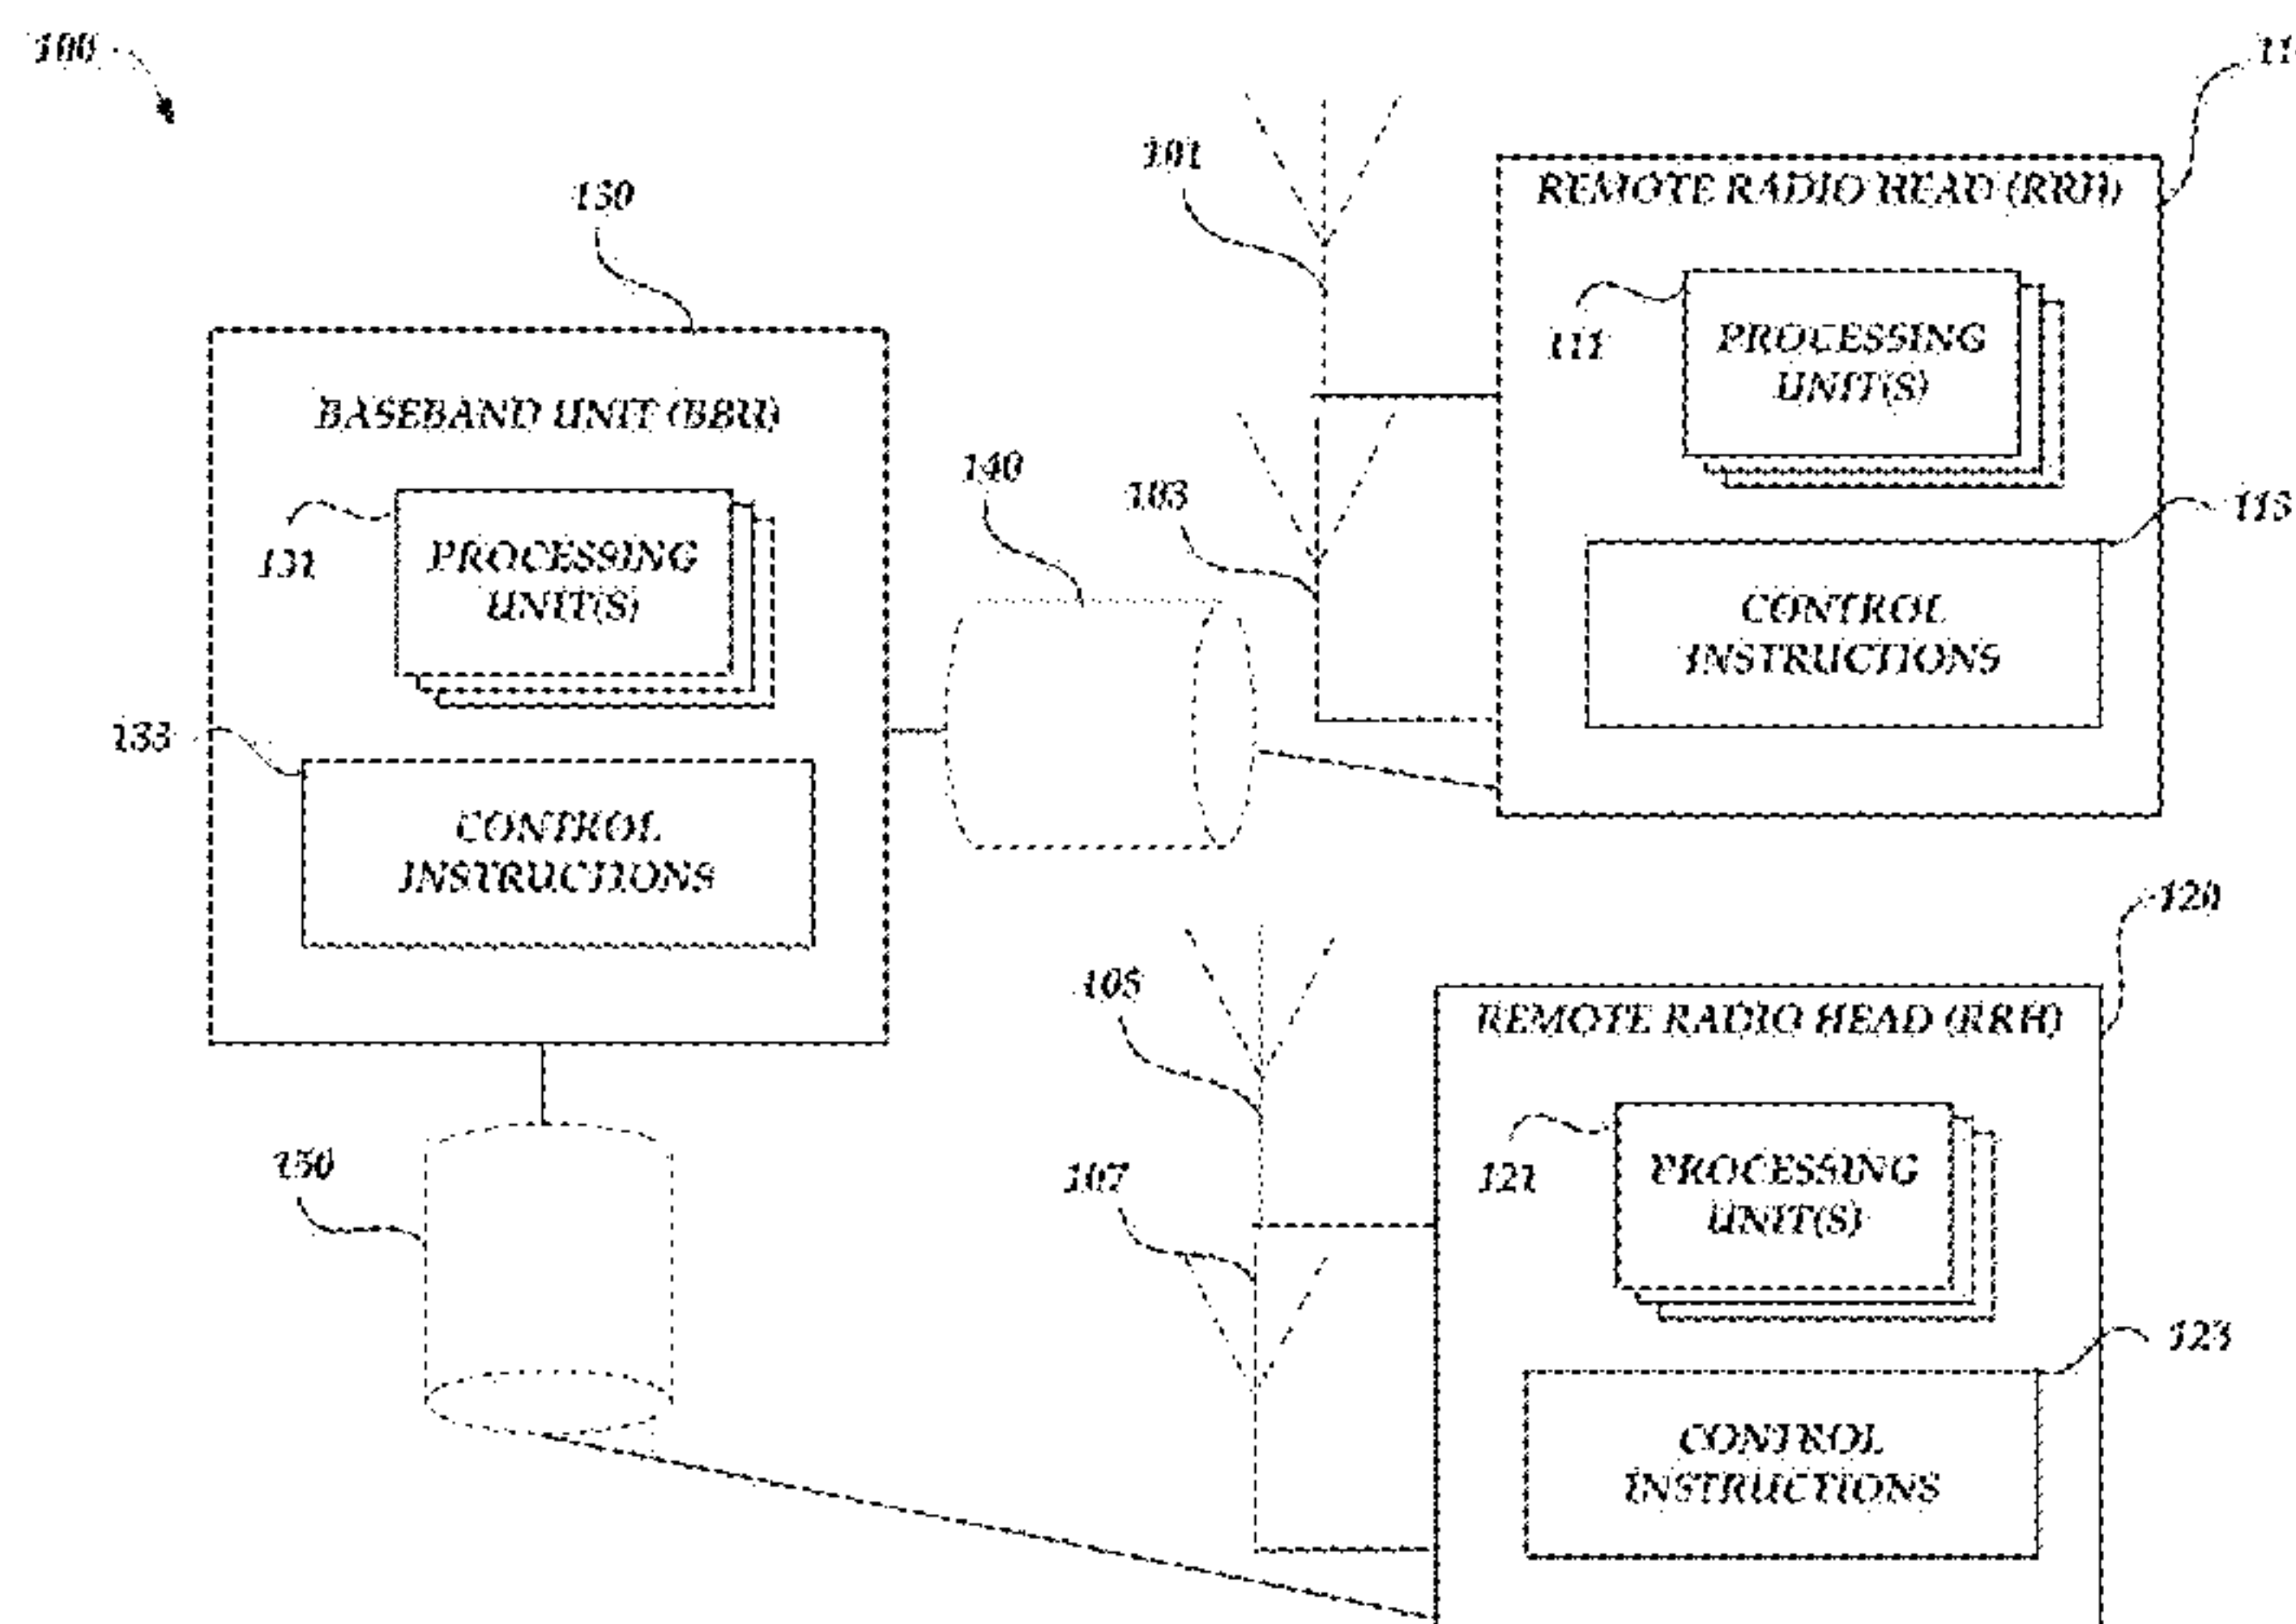 100
101
REMOTE RADIO HEAD (RRH)
130
111
PROCESSING
UNIT(S)
BASEBAND UNIT (BBU)
140
103
113
131
PROCESSING
UNIT(S)
CONTROL
INSTRUCTIONS
133
CONTROL
INSTRUCTIONS
120
105
REMOTE RADIO HEAD (RRH)
150
107
121
PROCESSING
UNIT(S)
123
CONTROL
INSTRUCTIONS